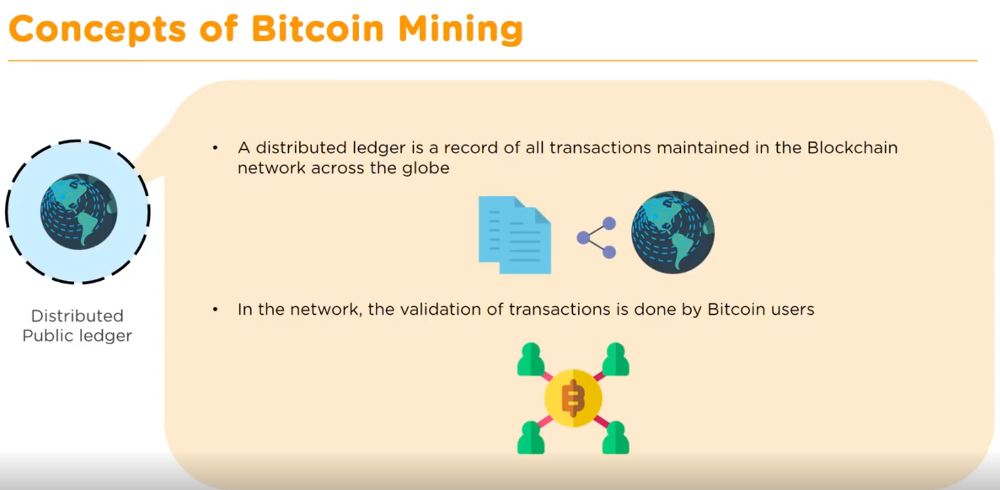 Concepts of Bitcoin Mining
• A distributed ledger is a record of all transactions maintained in the Blockchain
network across the globe
• In the network, the validation of transactions is done by Bitcoin users
Distributed
Public ledger